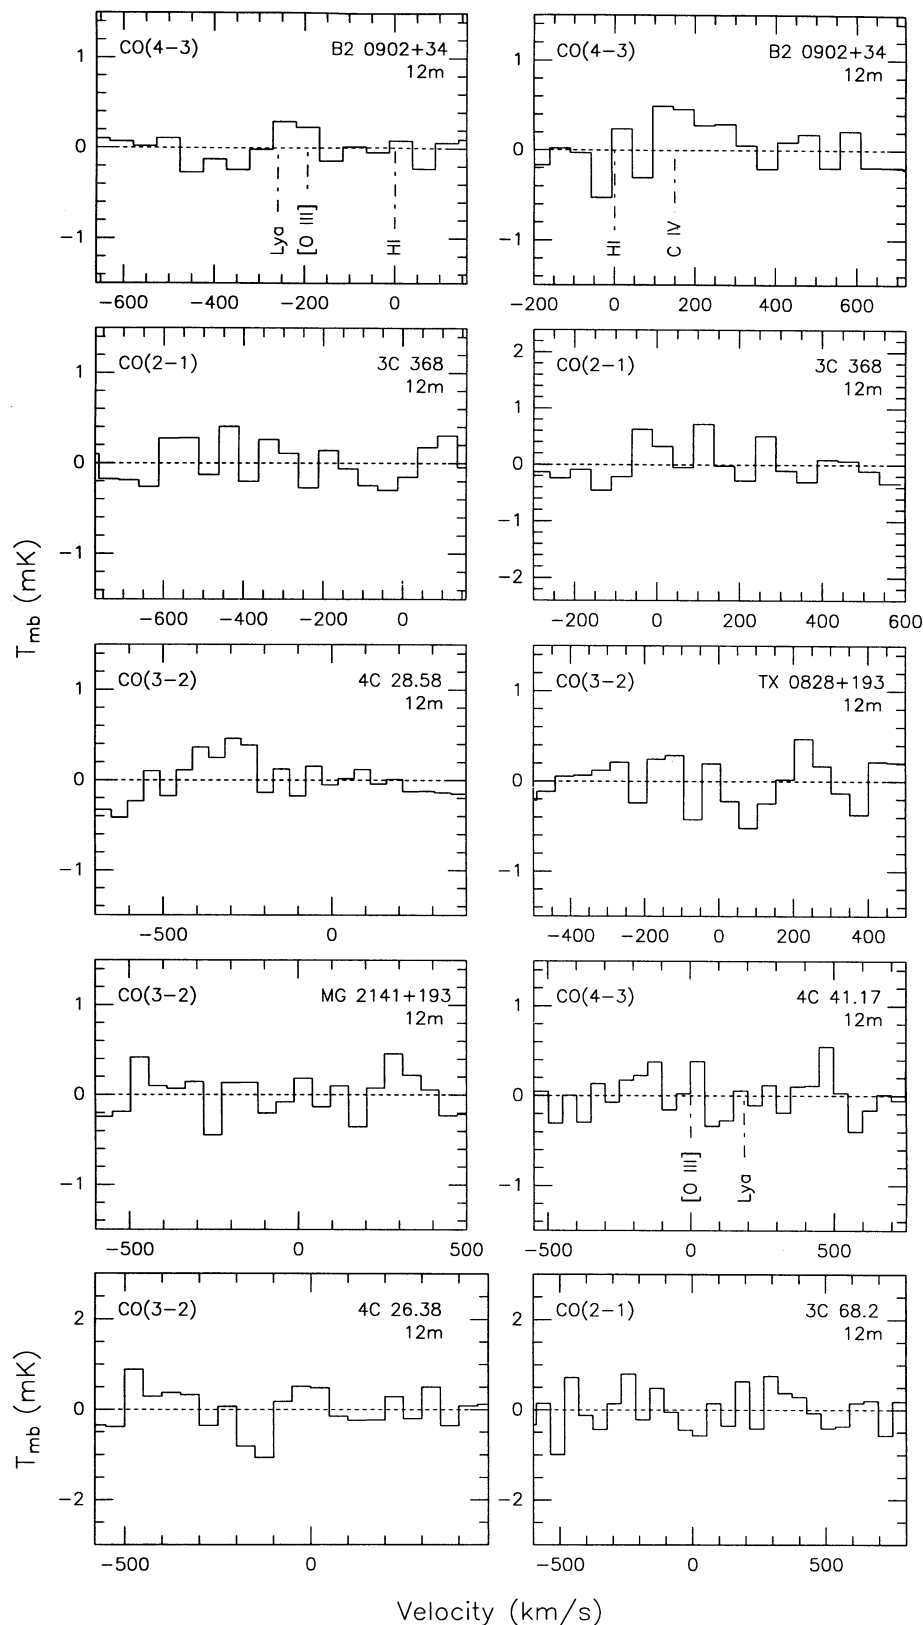 CO(4−3) B2 0902+34
12m
1
0
−1
Lya
[O III]
HI
−600 −400 −200 0
CO(4−3) B2 0902+34
12m
1
0
−1
HI
C IV
−200 0 200 400 600
CO(2−1) 3C 368
12m
1
0
−1
−600 −400 −200 0
CO(2−1) 3C 368
12m
2
1
0
−1
−2
−200 0 200 400 600
T_mb (mK)
CO(3−2) 4C 28.58
12m
1
0
−1
−500 0
CO(3−2) TX 0828+193
12m
1
0
−1
−400 −200 0 200 400
CO(3−2) MG 2141+193
12m
1
0
−1
−500 0 500
CO(4−3) 4C 41.17
12m
1
0
−1
[O III]
Lya
−500 0 500
T_mb (mK)
CO(3−2) 4C 26.38
12m
2
0
−2
−500 0
CO(2−1) 3C 68.2
12m
2
0
−2
−500 0 500
Velocity (km/s)